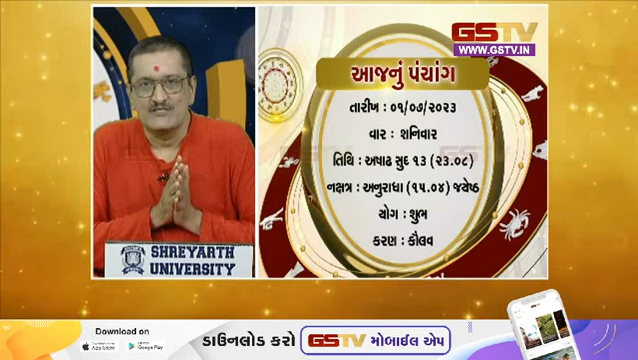 GSTV
WWW.GSTV.IN
આજનું પંચાંગ
તારીખ : ૦૧/૦૭/૨૦૨૩
વાર : શનિવાર
તિથિ : અષાઢ સુદ ૧૩ (૨૩.૦૮)
નક્ષત્ર : અનુરાધા (૧૫.૦૪) જ્યેષ્ઠ
યોગ : શુભ
કરણ : કૌલવ
SHREYARTH
UNIVERSITY
Download on
App Store
Google Play
ડાઉનલોડ કરો GSTV મોબાઈલ એપ